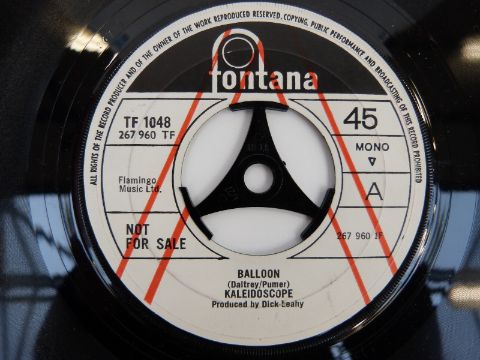 ALL RIGHTS OF THE RECORD PRODUCER AND OF THE OWNER OF THE WORK REPRODUCED RESERVED. COPYING, PUBLIC PERFORMANCE AND BROADCASTING OF THIS RECORD PROHIBITED
fontana
TF 1048
267 960 TF
45
MONO
A
Flamingo
Music Ltd.
NOT
FOR SALE
267 960 1F
BALLOON
(Daltrey/Pumer)
KALEIDOSCOPE
Produced by Dick Leahy